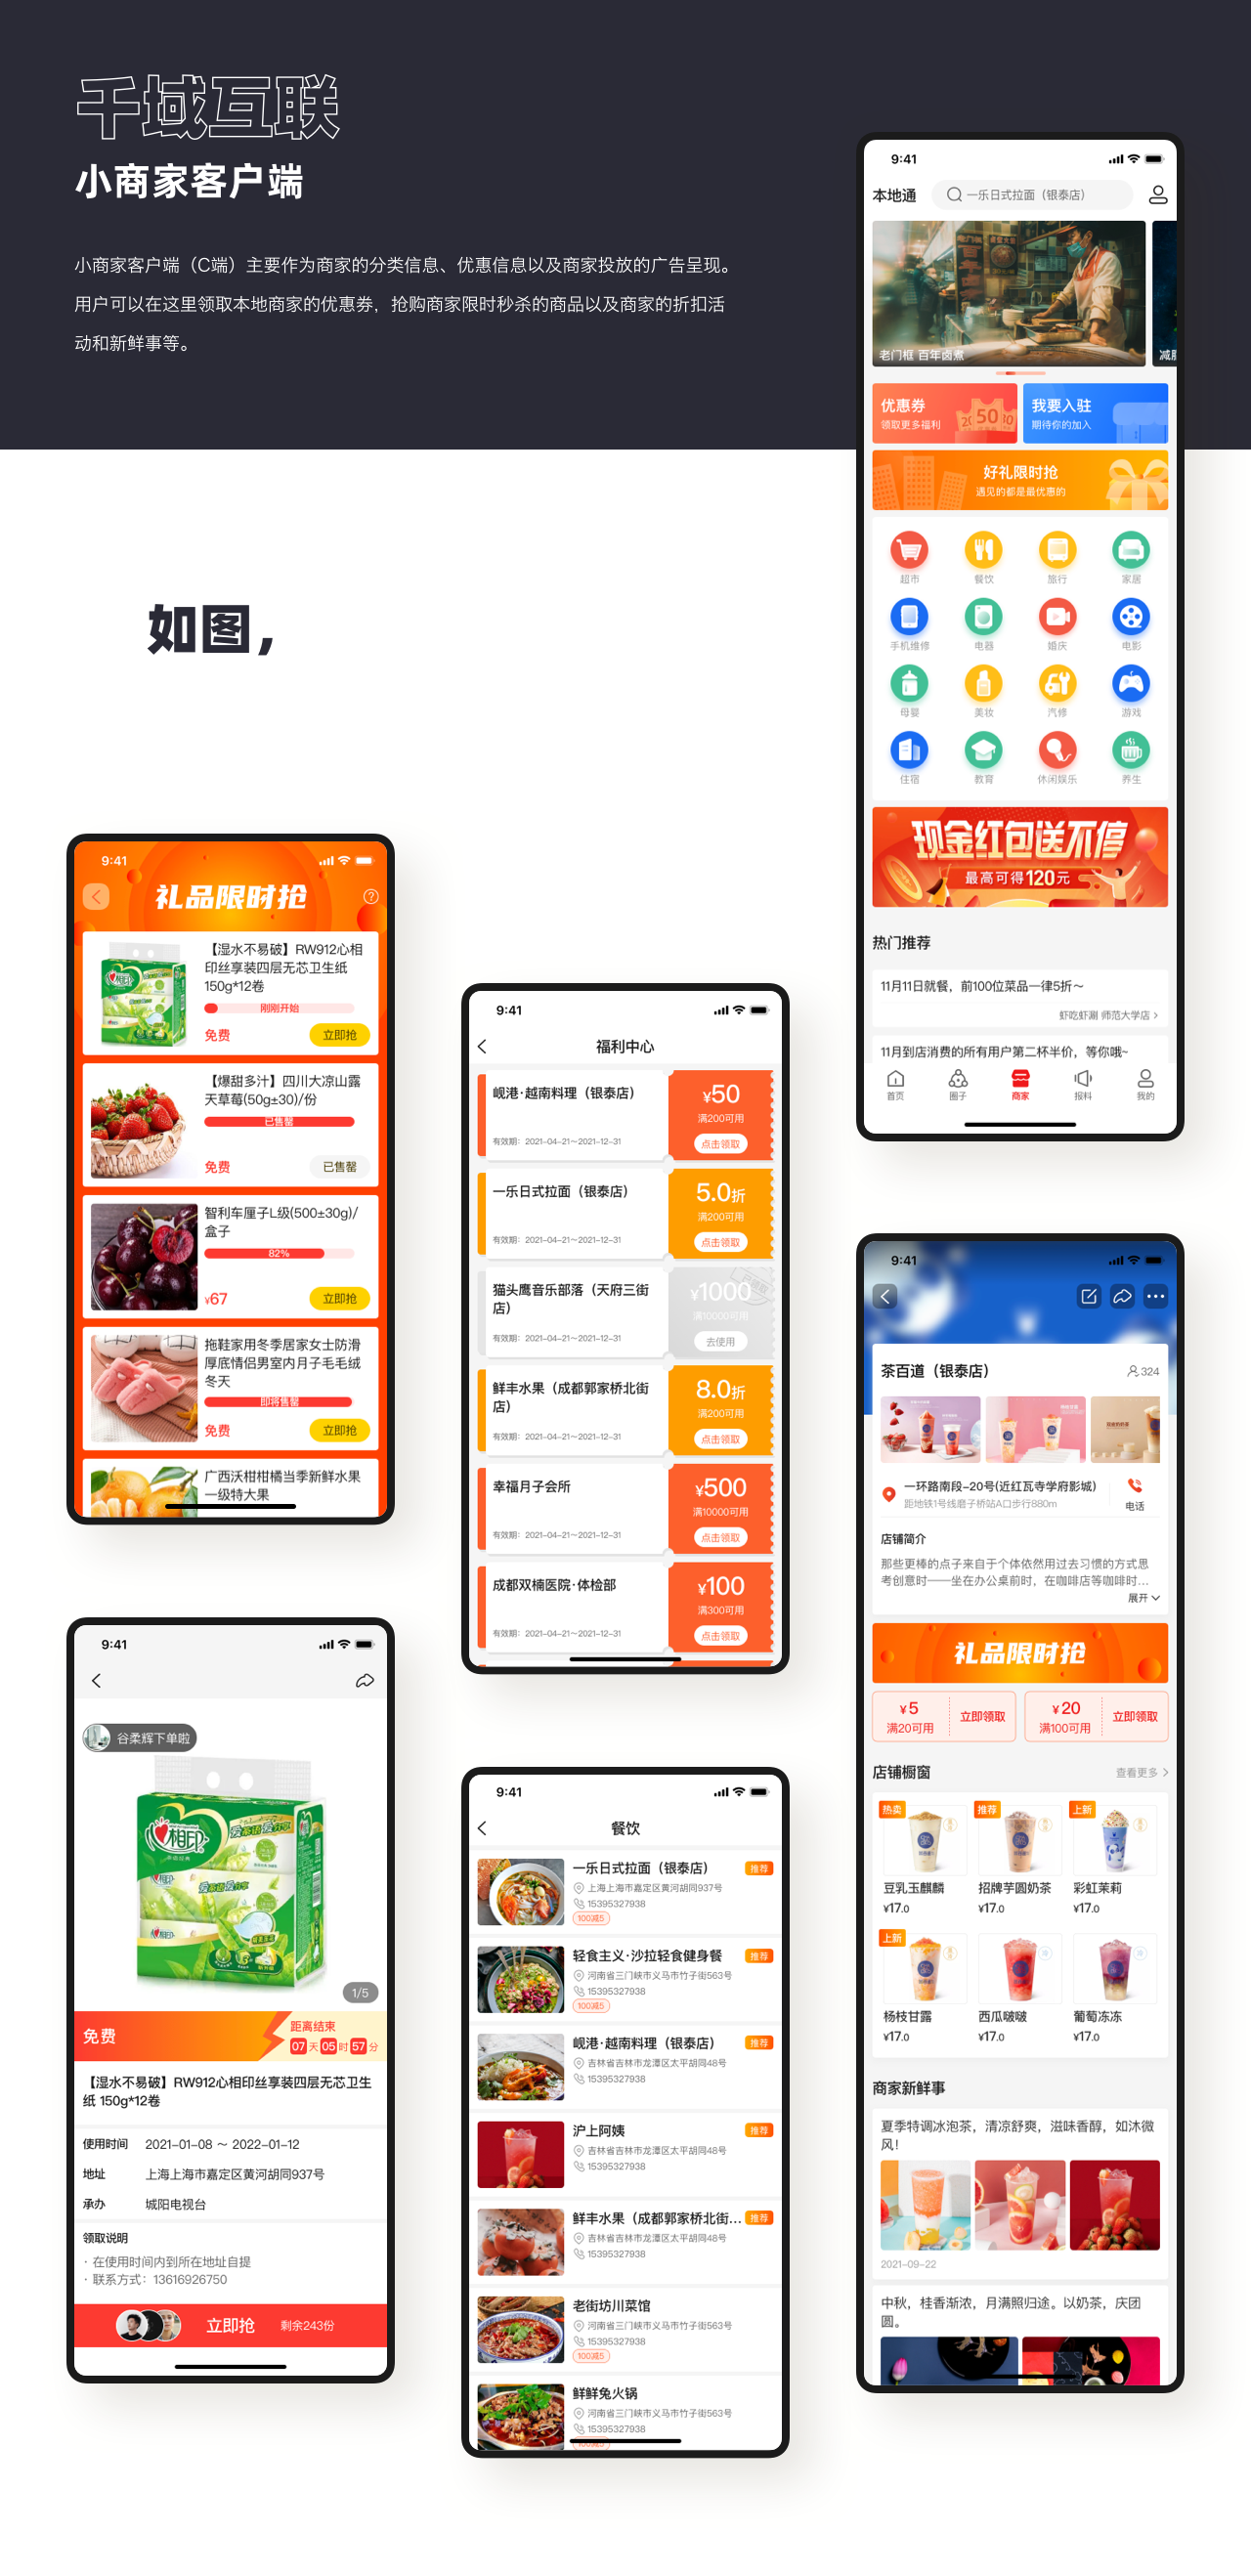 千域互联
小商家客户端
小商家客户端（C端）主要作为商家的分类信息、优惠信息以及商家投放的广告呈现。
用户可以在这里领取本地商家的优惠券，抢购商家限时秒杀的商品以及商家的折扣活
动和新鲜事等。
如图，
9:41
本地通
一乐日式拉面（银泰店）
老门框 百年卤煮
优惠券
领取更多福利
50
我要入驻
期待你的加入
好礼限时抢
遇见的都是最优惠的
超市 餐饮 旅行 家居
手机维修 电器 婚庆 电影
母婴 美妆 汽修 游戏
住宿 教育 休闲娱乐 养生
现金红包送不停
最高可得120元
热门推荐
11月11日就餐，前100位菜品一律5折～
虾吃虾涮 师范大学店
11月到店消费的所有用户第二杯半价，等你哦~
首页 圈子 商家 报料 我的
9:41
礼品限时抢
【湿水不易破】RW912心相
印丝享装四层无芯卫生纸
150g*12卷
刚刚开始
免费 立即抢
【爆甜多汁】四川大凉山露
天草莓(50g±30)/份
已售罄
免费 已售罄
智利车厘子L级(500±30g)/
盒子
82%
¥67 立即抢
拖鞋家用冬季居家女士防滑
厚底情侣男室内月子毛毛绒
冬天
即将售罄
免费 立即抢
广西沃柑柑橘当季新鲜水果
一级特大果
9:41
福利中心
岘港·越南料理（银泰店）
有效期：2021-04-21～2021-12-31
¥50
满200可用
点击领取
一乐日式拉面（银泰店）
有效期：2021-04-21～2021-12-31
5.0折
满200可用
点击领取
猫头鹰音乐部落（天府三街
店）
有效期：2021-04-21～2021-12-31
¥1000
满10000可用
去使用
鲜丰水果（成都郭家桥北街
店）
有效期：2021-04-21～2021-12-31
8.0折
满200可用
点击领取
幸福月子会所
有效期：2021-04-21～2021-12-31
¥500
满10000可用
点击领取
成都双楠医院·体检部
有效期：2021-04-21～2021-12-31
¥100
满300可用
点击领取
9:41
茶百道（银泰店）
324
一环路南段-20号(近红瓦寺学府影城)
距地铁1号线磨子桥站A口步行880m
电话
店铺简介
那些更棒的点子来自于个体依然用过去习惯的方式思
考创意时——坐在办公桌前时，在咖啡店等咖啡时...
展开
礼品限时抢
¥5
满20可用
立即领取
¥20
满100可用
立即领取
店铺橱窗
查看更多
热卖 推荐 上新
豆乳玉麒麟 招牌芋圆奶茶 彩虹茉莉
¥17.0 ¥17.0 ¥17.0
上新
杨枝甘露 西瓜啵啵 葡萄冻冻
¥17.0 ¥17.0 ¥17.0
商家新鲜事
夏季特调冰泡茶，清凉舒爽，滋味香醇，如沐微
风！
2021-09-22
中秋，桂香渐浓，月满照归途。以奶茶，庆团
圆。
9:41
谷柔辉下单啦
心相印
1/5
免费
距离结束
07天05时57分
【湿水不易破】RW912心相印丝享装四层无芯卫生
纸 150g*12卷
使用时间 2021-01-08 ～ 2022-01-12
地址 上海上海市嘉定区黄河胡同937号
承办 城阳电视台
领取说明
· 在使用时间内到所在地址自提
· 联系方式：13616926750
立即抢 剩余243份
9:41
餐饮
一乐日式拉面（银泰店）
推荐
上海上海市嘉定区黄河胡同937号
15395327938
100减5
轻食主义·沙拉轻食健身餐
推荐
河南省三门峡市义马市竹子街563号
15395327938
100减5
岘港·越南料理（银泰店）
推荐
吉林省吉林市龙潭区太平胡同48号
15395327938
沪上阿姨
推荐
吉林省吉林市龙潭区太平胡同48号
15395327938
鲜丰水果（成都郭家桥北街...
推荐
吉林省吉林市龙潭区太平胡同48号
15395327938
老街坊川菜馆
河南省三门峡市义马市竹子街563号
15395327938
100减5
鲜鲜兔火锅
河南省三门峡市义马市竹子街563号
15395327938